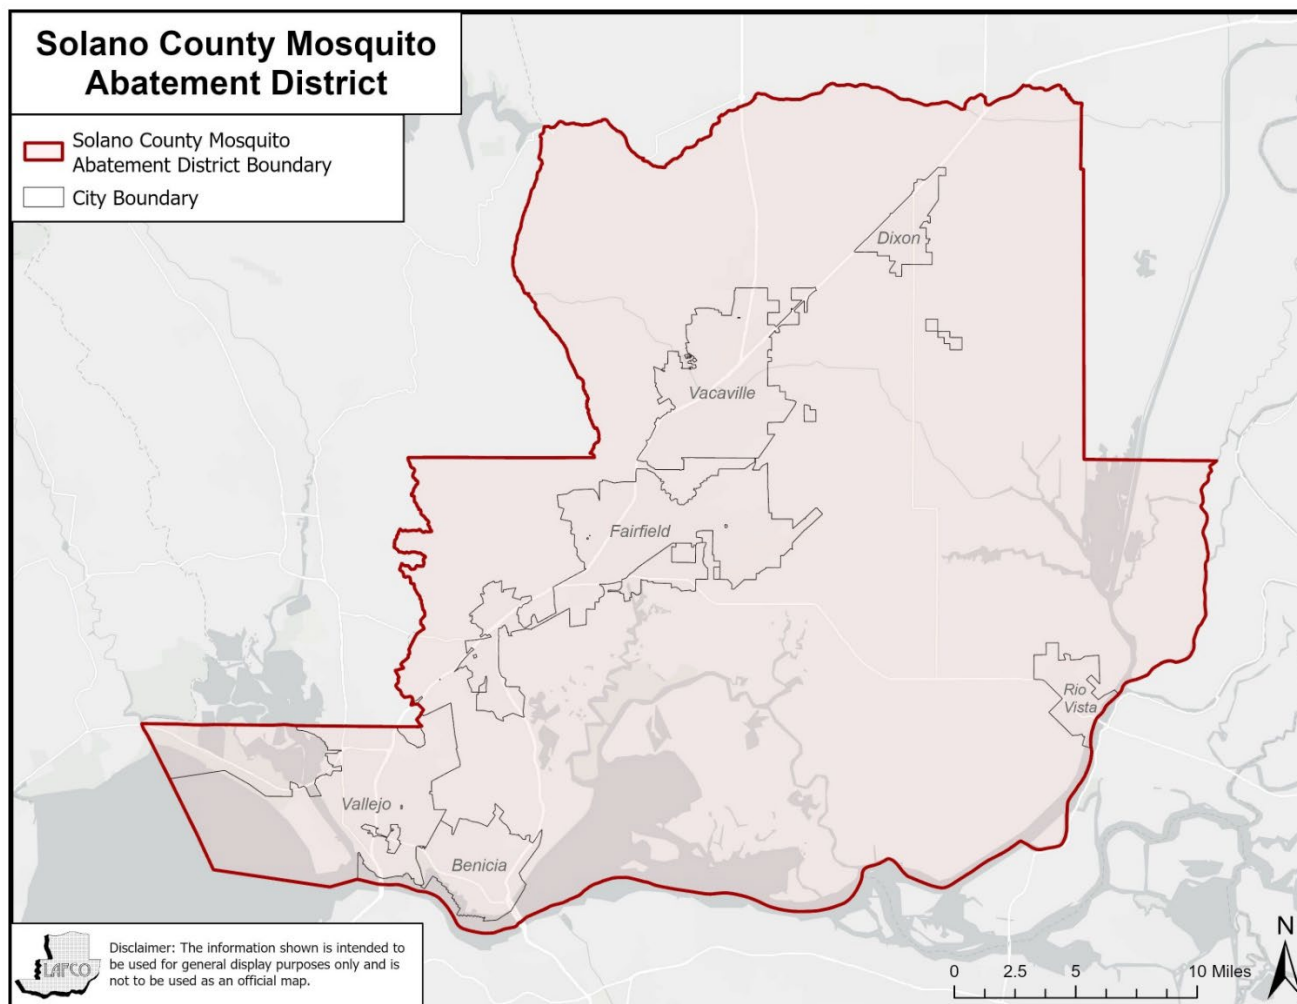 Solano County Mosquito
Abatement District
Solano County Mosquito
Abatement District Boundary
City Boundary
Dixon
Vacaville
Fairfield
Rio
Vista
Vallejo
Benicia
LAFCO
Disclaimer: The information shown is intended to
be used for general display purposes only and is
not to be used as an official map.
N
0 2.5 5 10 Miles